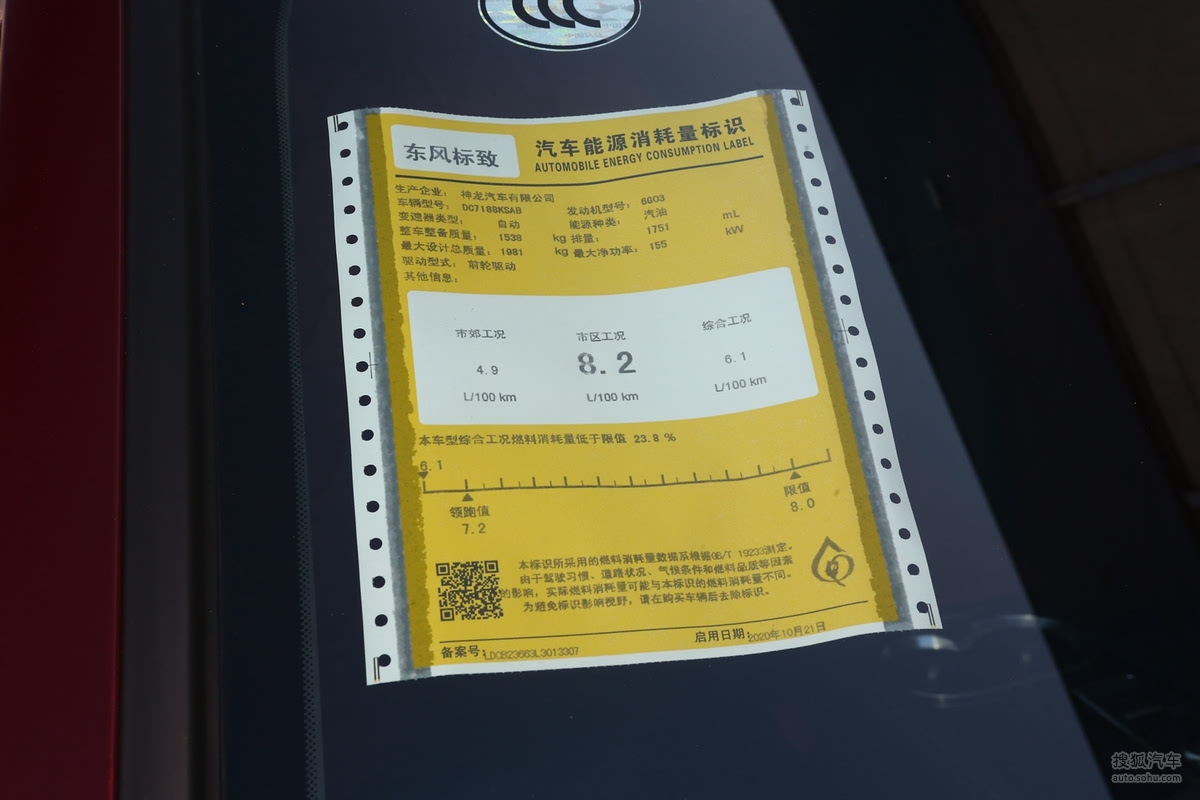 东风标致
汽车能源消耗量标识
AUTOMOBILE ENERGY CONSUMPTION LABEL
生产企业： 神龙汽车有限公司
车辆型号： DC7188KSAB 发动机型号： 6G03
变速器类型： 自动 能源种类： 汽油
整车整备质量： 1538 kg 排量： 1751 mL
最大设计总质量： 1981 kg 最大净功率： 155 kW
驱动型式： 前轮驱动
其他信息：
市郊工况 市区工况 综合工况
4.9 8.2 6.1
L/100 km L/100 km L/100 km
本车型综合工况燃料消耗量低于限值 23.8 %
6.1
领跑值 限值
7.2 8.0
本标识所采用的燃料消耗量数据系根据GB/T 19233测定。
由于驾驶习惯、道路状况、气候条件和燃料品质等因素
的影响，实际燃料消耗量可能与本标识的燃料消耗量不同。
为避免标识影响视野，请在购买车辆后去除标识。
启用日期：2020年10月21日
备案号：LDCB23663L3013307
搜狐汽车
auto.sohu.com